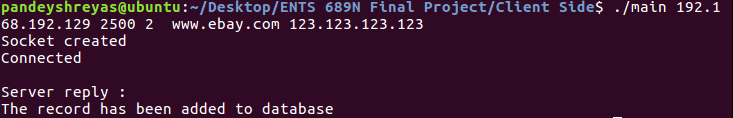 pandeyshreyas@ubuntu:~/Desktop/ENTS 689N Final Project/Client Side$ ./main 192.1
68.192.129 2500 2  www.ebay.com 123.123.123.123
Socket created
Connected
Server reply :
The record has been added to database